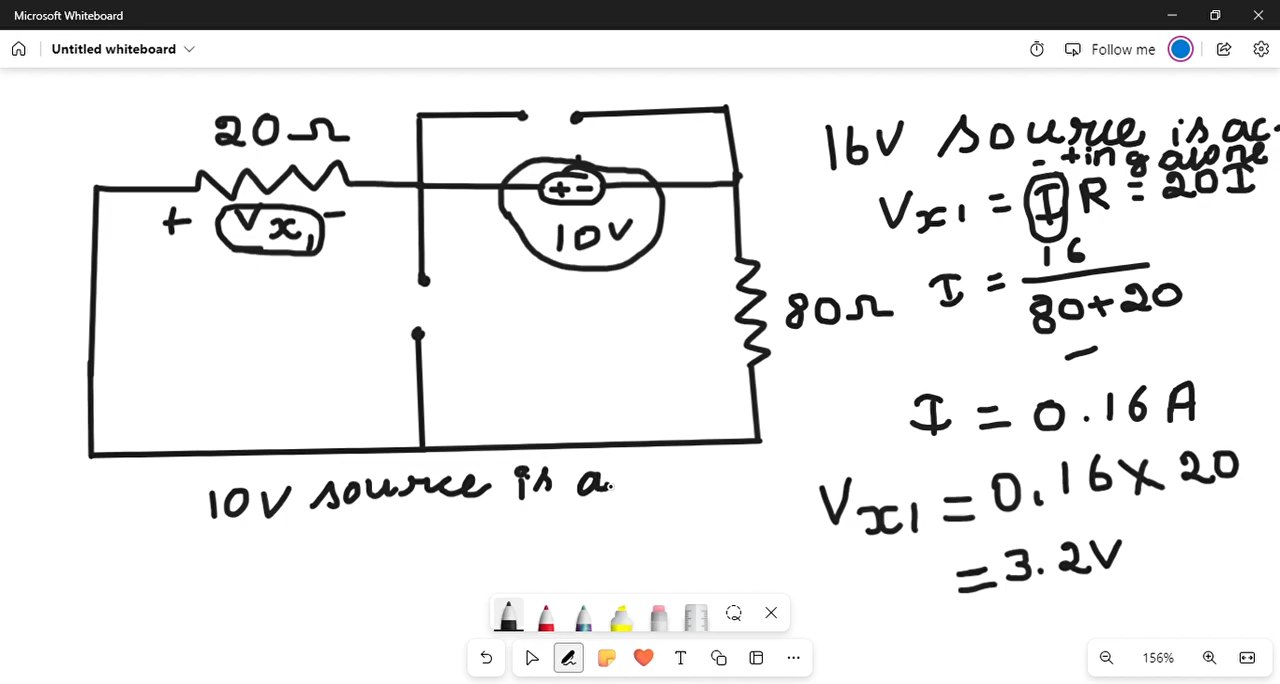 Microsoft Whiteboard
Untitled whiteboard
Follow me
20Ω
+ Vx1 −
+ −
10V
80Ω
10V source is a
16V source is ac-
-ting alone
Vx1 = IR = 20I
I = 16
80+20
I = 0.16A
Vx1 = 0.16×20
= 3.2V
156%